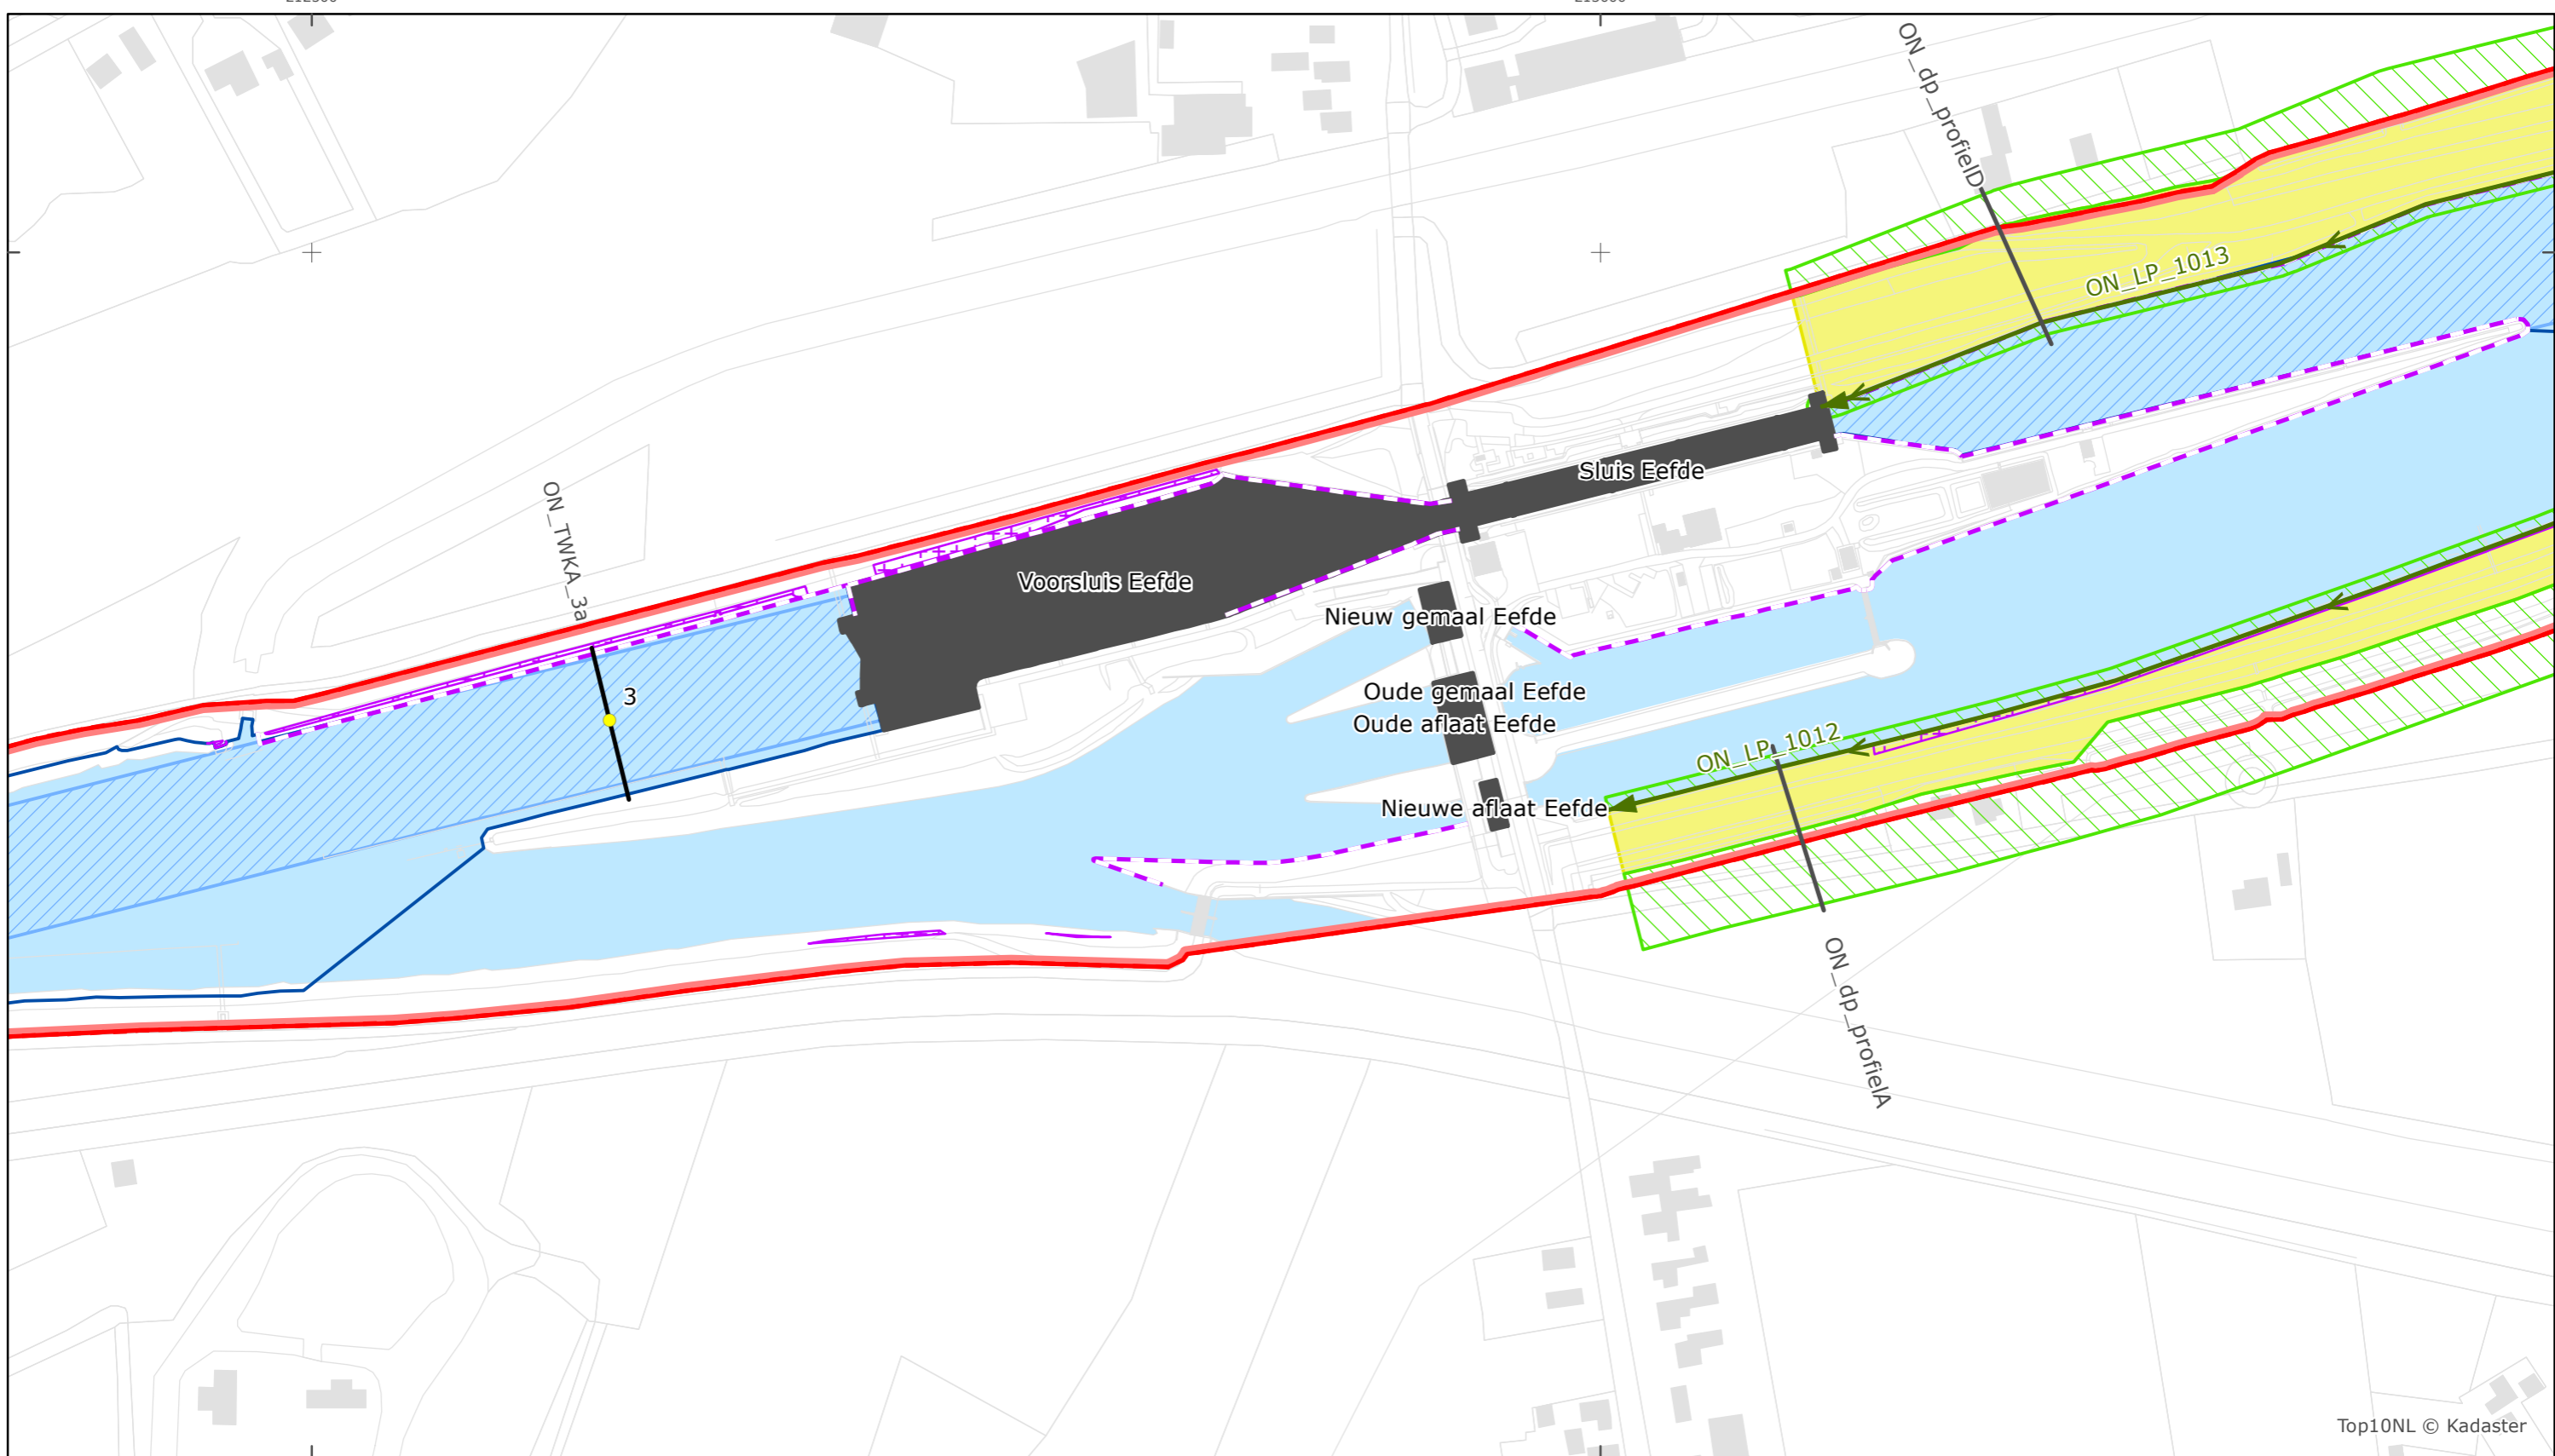 ON_dp_profielD
ON_LP_1013
Sluis Eefde
ON_TWKA_3a
Voorsluis Eefde
Nieuw gemaal Eefde
3
Oude gemaal Eefde
Oude aflaat Eefde
ON_LP_1012
Nieuwe aflaat Eefde
ON_dp_profielA
Top10NL © Kadaster